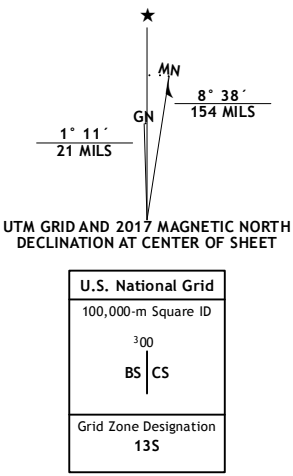 ★
MN
GN
8° 38´
154 MILS
1° 11´
21 MILS
UTM GRID AND 2017 MAGNETIC NORTH
DECLINATION AT CENTER OF SHEET
U.S. National Grid
100,000-m Square ID
³00
BS CS
Grid Zone Designation
13S